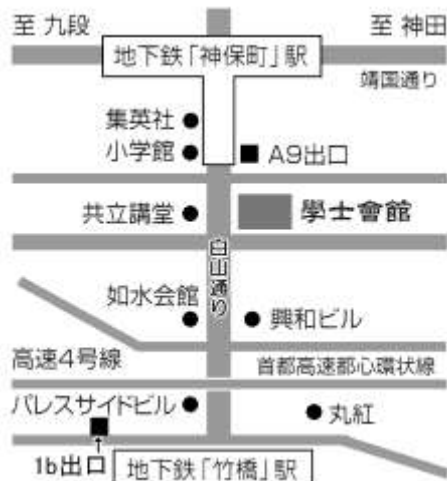 至 九段
至 神田
地下鉄「神保町」駅
靖国通り
集英社
小学館
A9出口
共立講堂
學士會館
白山通り
如水会館
興和ビル
高速4号線
首都高速都心環状線
パレスサイドビル
丸紅
1b出口
地下鉄「竹橋」駅